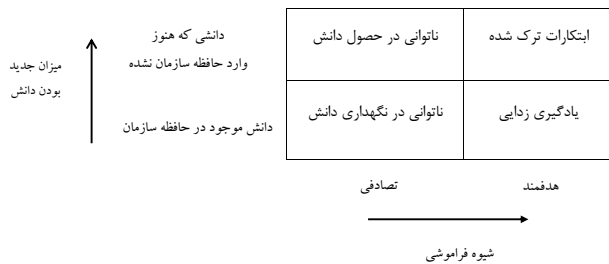 دانشی که هنوز
وارد حافظه سازمان نشده
ناتوانی در حصول دانش
ابتکارات ترک شده
میزان جدید
بودن دانش
دانش موجود در حافظه سازمان
ناتوانی در نگهداری دانش
یادگیری زدایی
تصادفی
هدفمند
شیوه فراموشی